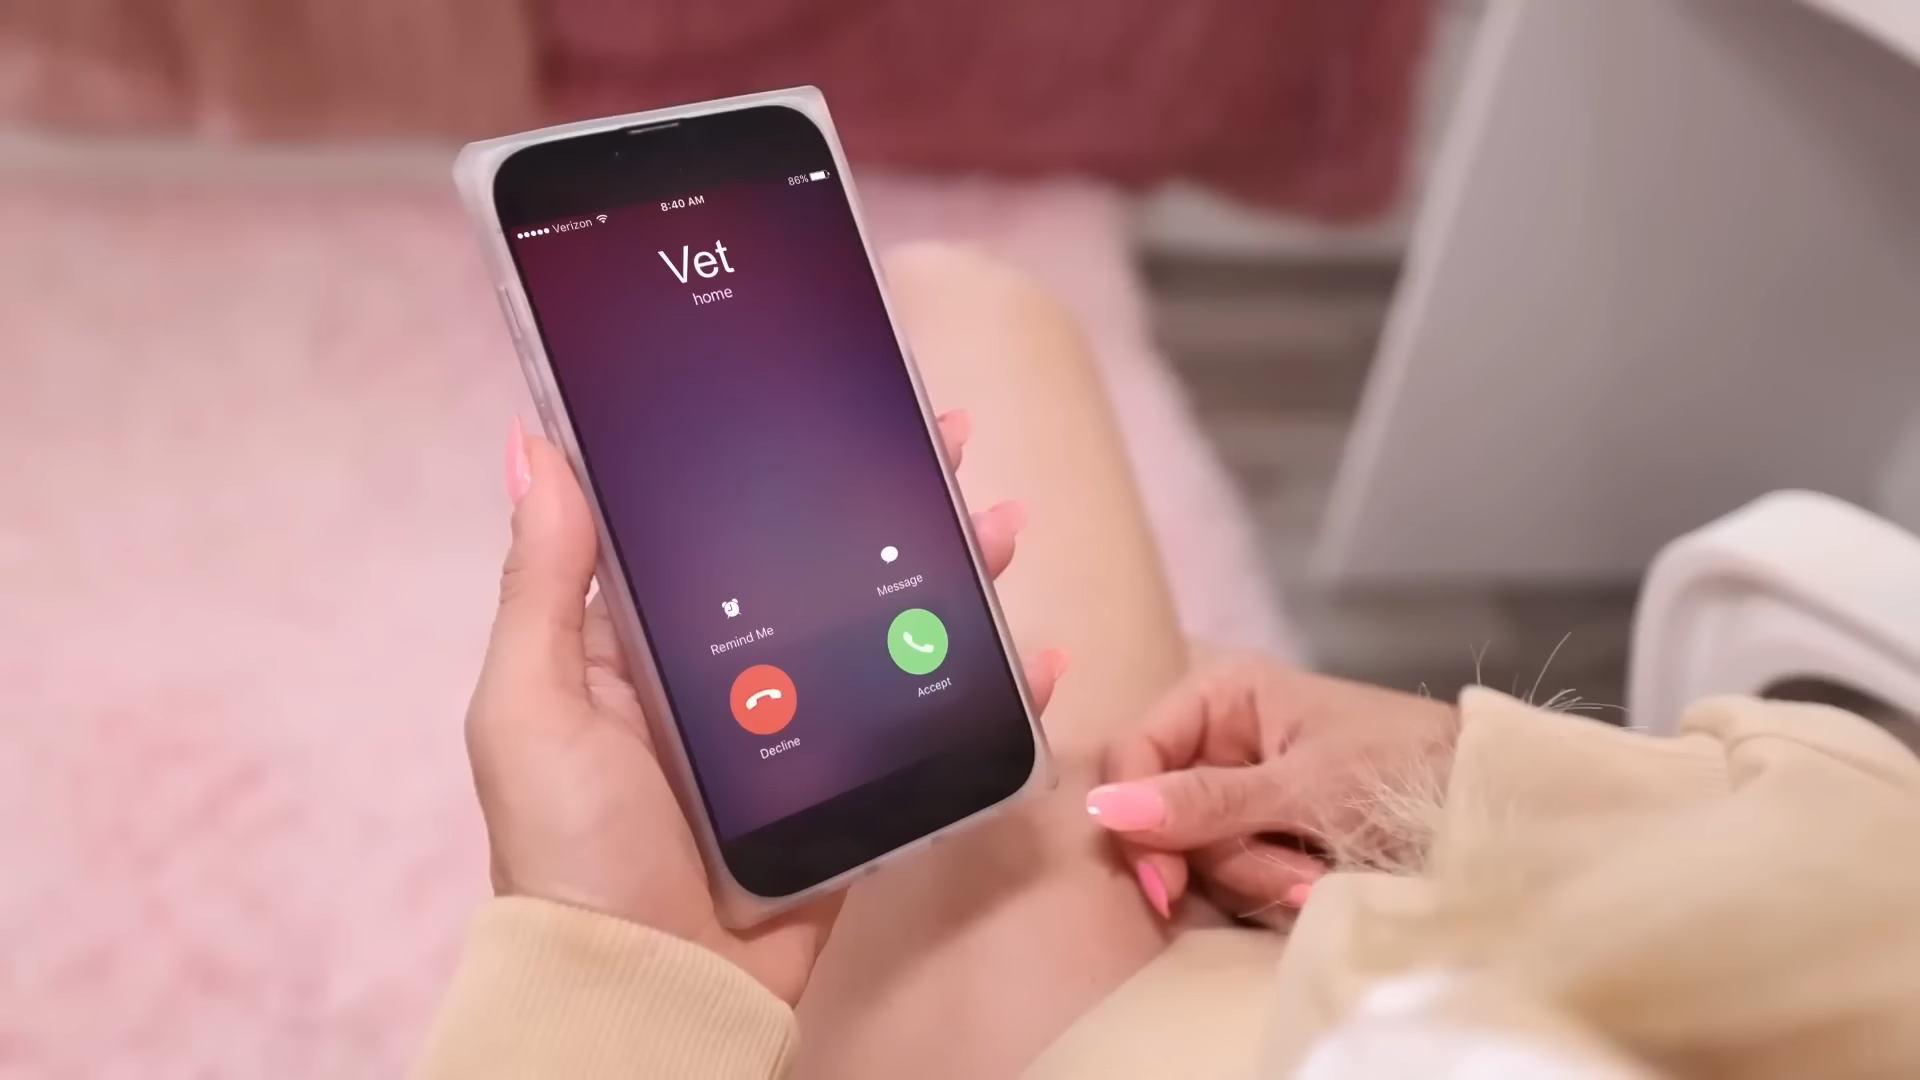 ●●●●● Verizon 8:40 AM 86%
Vet
home
Remind Me Message
Decline Accept